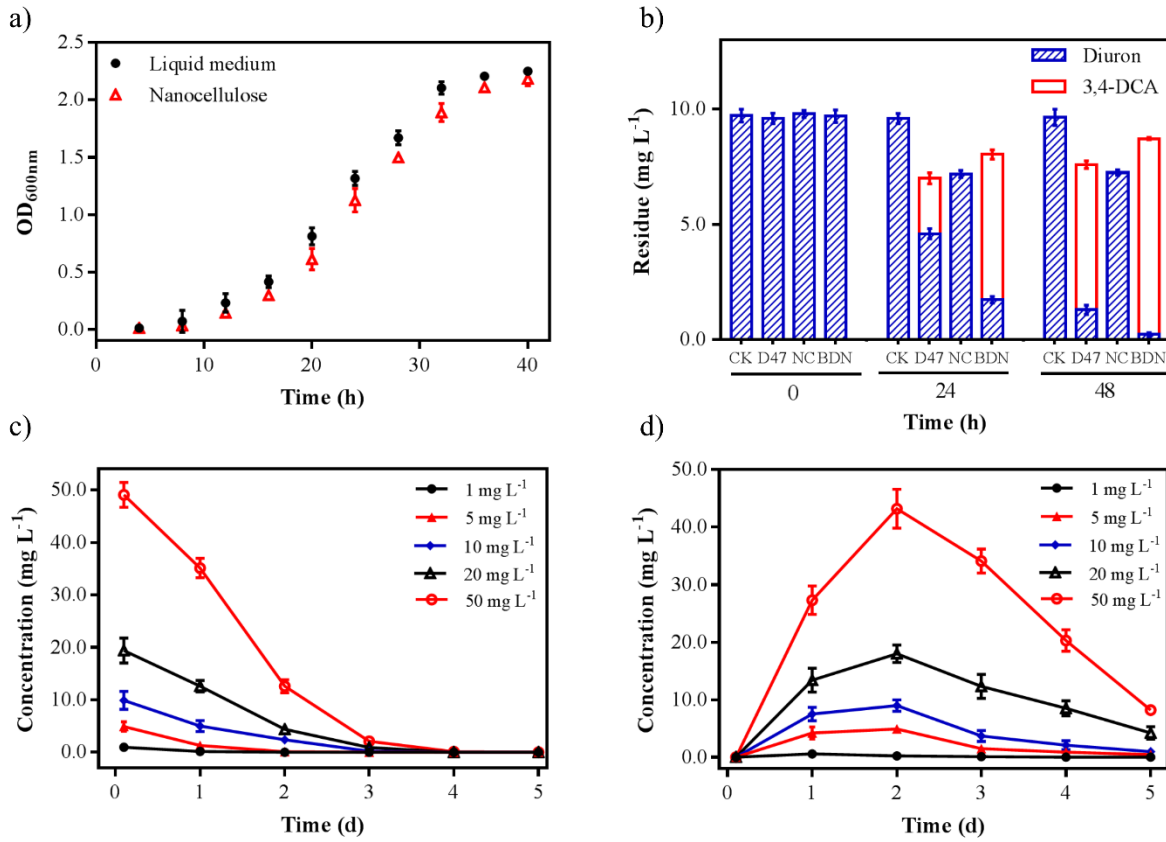 a)
2.5
2.0
1.5
1.0
0.5
0.0
OD600nm
Liquid medium
Nanocellulose
0 10 20 30 40
Time (h)
b)
10.0
5.0
0.0
Residue (mg L-1)
Diuron
3,4-DCA
CK D47 NC BDN CK D47 NC BDN CK D47 NC BDN
0 24 48
Time (h)
c)
50.0
40.0
30.0
20.0
10.0
0.0
Concentration (mg L-1)
1 mg L-1
5 mg L-1
10 mg L-1
20 mg L-1
50 mg L-1
0 1 2 3 4 5
Time (d)
d)
50.0
40.0
30.0
20.0
10.0
0.0
Concentration (mg L-1)
1 mg L-1
5 mg L-1
10 mg L-1
20 mg L-1
50 mg L-1
0 1 2 3 4 5
Time (d)